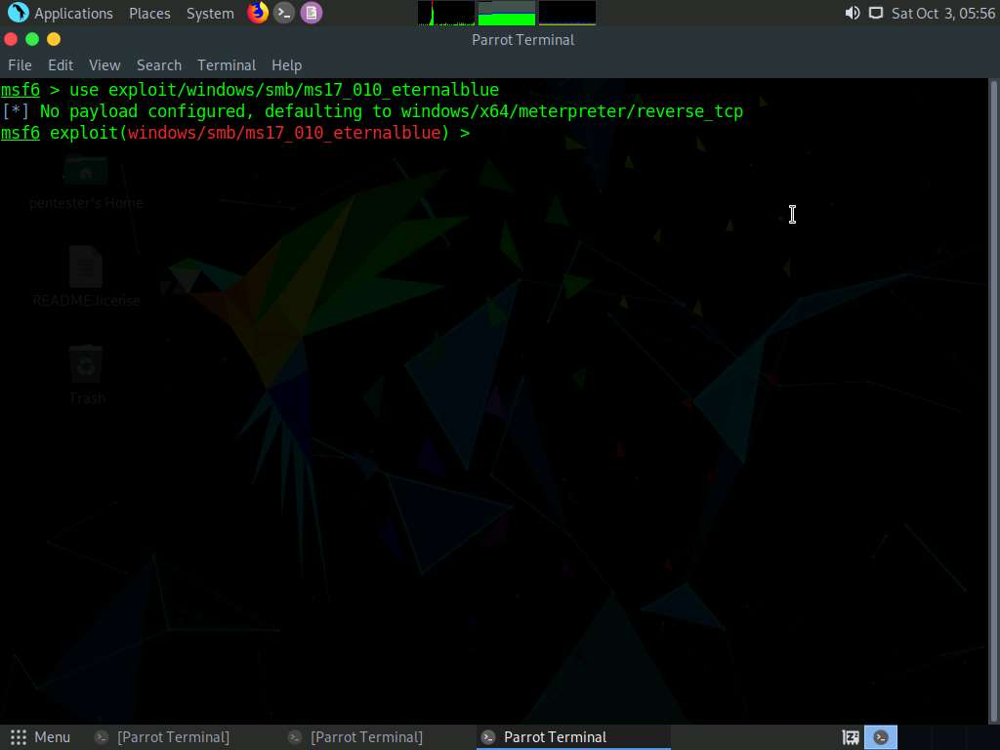 Applications Places System Sat Oct 3, 05:56
Parrot Terminal
File Edit View Search Terminal Help
msf6 > use exploit/windows/smb/ms17_010_eternalblue
[*] No payload configured, defaulting to windows/x64/meterpreter/reverse_tcp
msf6 exploit(windows/smb/ms17_010_eternalblue) >
pentester's Home
README.license
Trash
Menu [Parrot Terminal] [Parrot Terminal] Parrot Terminal